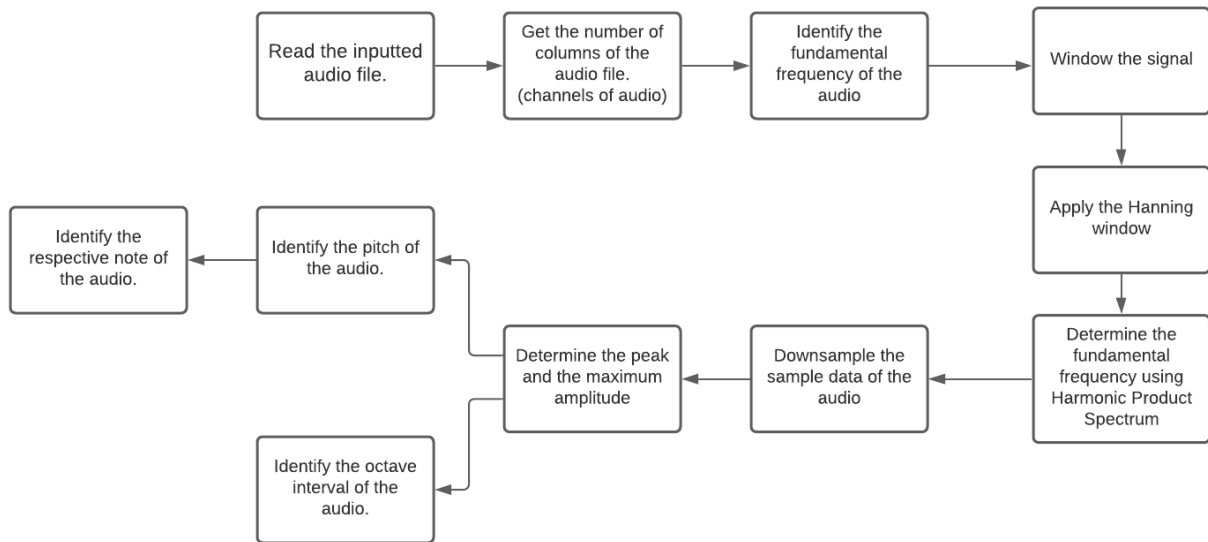 Read the inputted
audio file.
Get the number of
columns of the
audio file.
(channels of audio)
Identify the
fundamental
frequency of the
audio
Window the signal
Apply the Hanning
window
Determine the
fundamental
frequency using
Harmonic Product
Spectrum
Downsample the
sample data of the
audio
Determine the peak
and the maximum
amplitude
Identify the pitch of
the audio.
Identify the
respective note of
the audio.
Identify the octave
interval of the
audio.